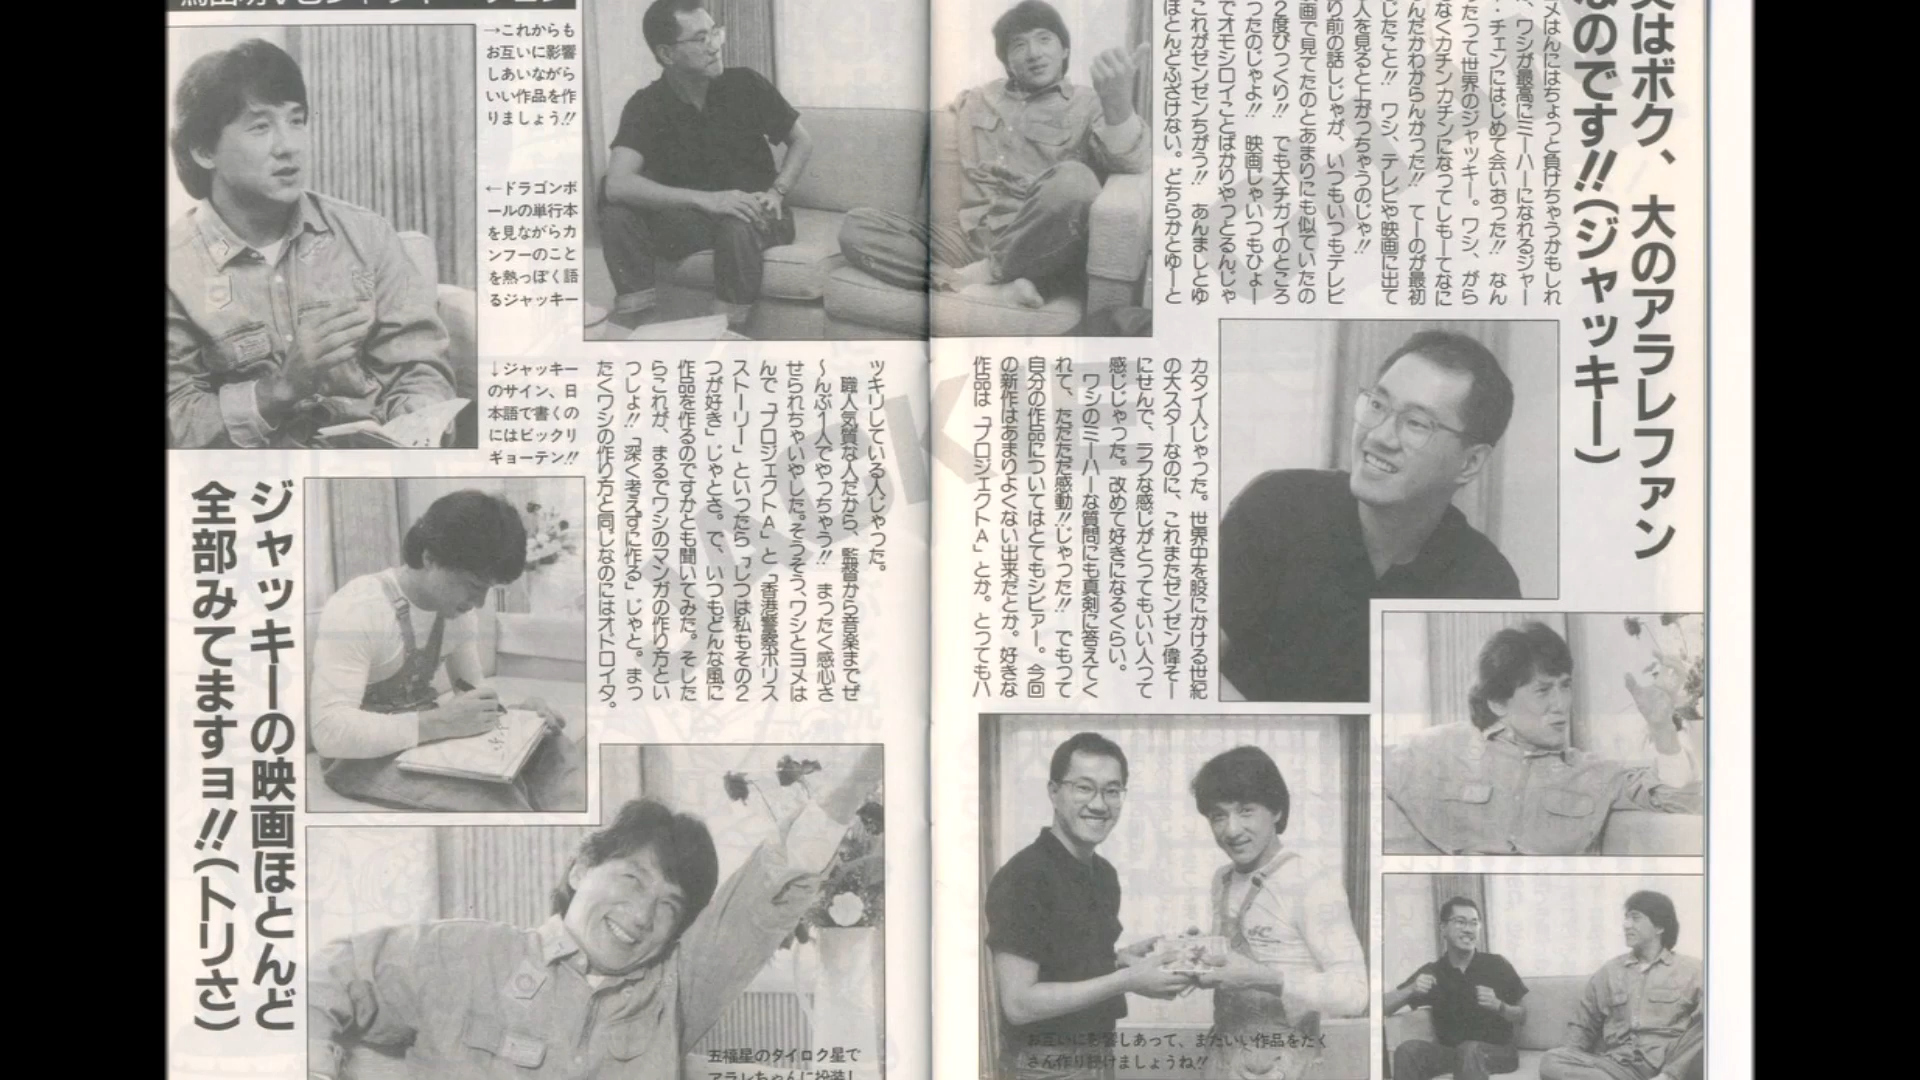 実はボク、大のアラレファン
なのです!!(ジャッキー)
メはんにはちょっと負けちゃうかもしれ
、ワシが最高にミーハーになれるジャー
・チェンにはじめて会いおった!!　なん
たって世界のジャッキー。ワシ、がら
なくカチンカチンになってしもーてなに
んだかわからんかった!!　てーのが最初
じたこと!!　ワシ、テレビや映画に出て
人を見ると上がっちゃうのじゃ!!
り前の話しじゃが、いつもいつもテレビ
画で見てたのとあまりにも似ていたの
2度びっくり!!　でも大チガイのところ
ったのじゃよ!!　映画じゃいつもひょー
でオモシロイことばかりやっとるんじゃ
これがゼンゼンちがう!!　あんましとゆ
ほとんどふざけない。どちらかとゆーと
カタイ人じゃった。世界中を股にかける世紀
の大スターなのに、これまたゼンゼン偉そー
にせんで、ラフな感じがとってもいい人って
感じじゃった。改めて好きになるくらい。
ワシのミーハーな質問にも真剣に答えてく
れて、ただただ感動!!じゃった!!　でもって
自分の作品についてはとてもシビアー。今回
の新作はあまりよくない出来だとか。好きな
作品は「プロジェクトA」とか。とってもハ
ッキリしている人じゃった。
職人気質な人だから、監督から音楽までぜ
～んぶ1人でやっちゃう!!　まったく感心さ
せられちゃいやした。そうそう、ワシとヨメは
んで「プロジェクトA」と「香港警察ポリス
ストーリー」といったら「じつは私もその2
つが好き」じゃとさ。で、いつもどんな風に
作品を作るのですかとも聞いてみた。そした
らこれが、まるでワシのマンガの作り方とい
っしょ!!「深く考えずに作る」じゃと。まっ
たくワシの作り方と同じなのにはオドロイタ。
→これからも
お互いに影響
しあいながら
いい作品を作
りましょう!!
←ドラゴンボ
ールの単行本
を見ながらカ
ンフーのこと
を熱っぽく語
るジャッキー
↓ジャッキー
のサイン、日
本語で書くの
にはビックリ
ギョーテン!!
ジャッキーの映画ほとんど
全部みてますョ!!(トリさ)
五福星のタイロク星で
アラレちゃんに扮装し
お互いに影響しあって、またいい作品をたく
さん作り続けましょうね!!